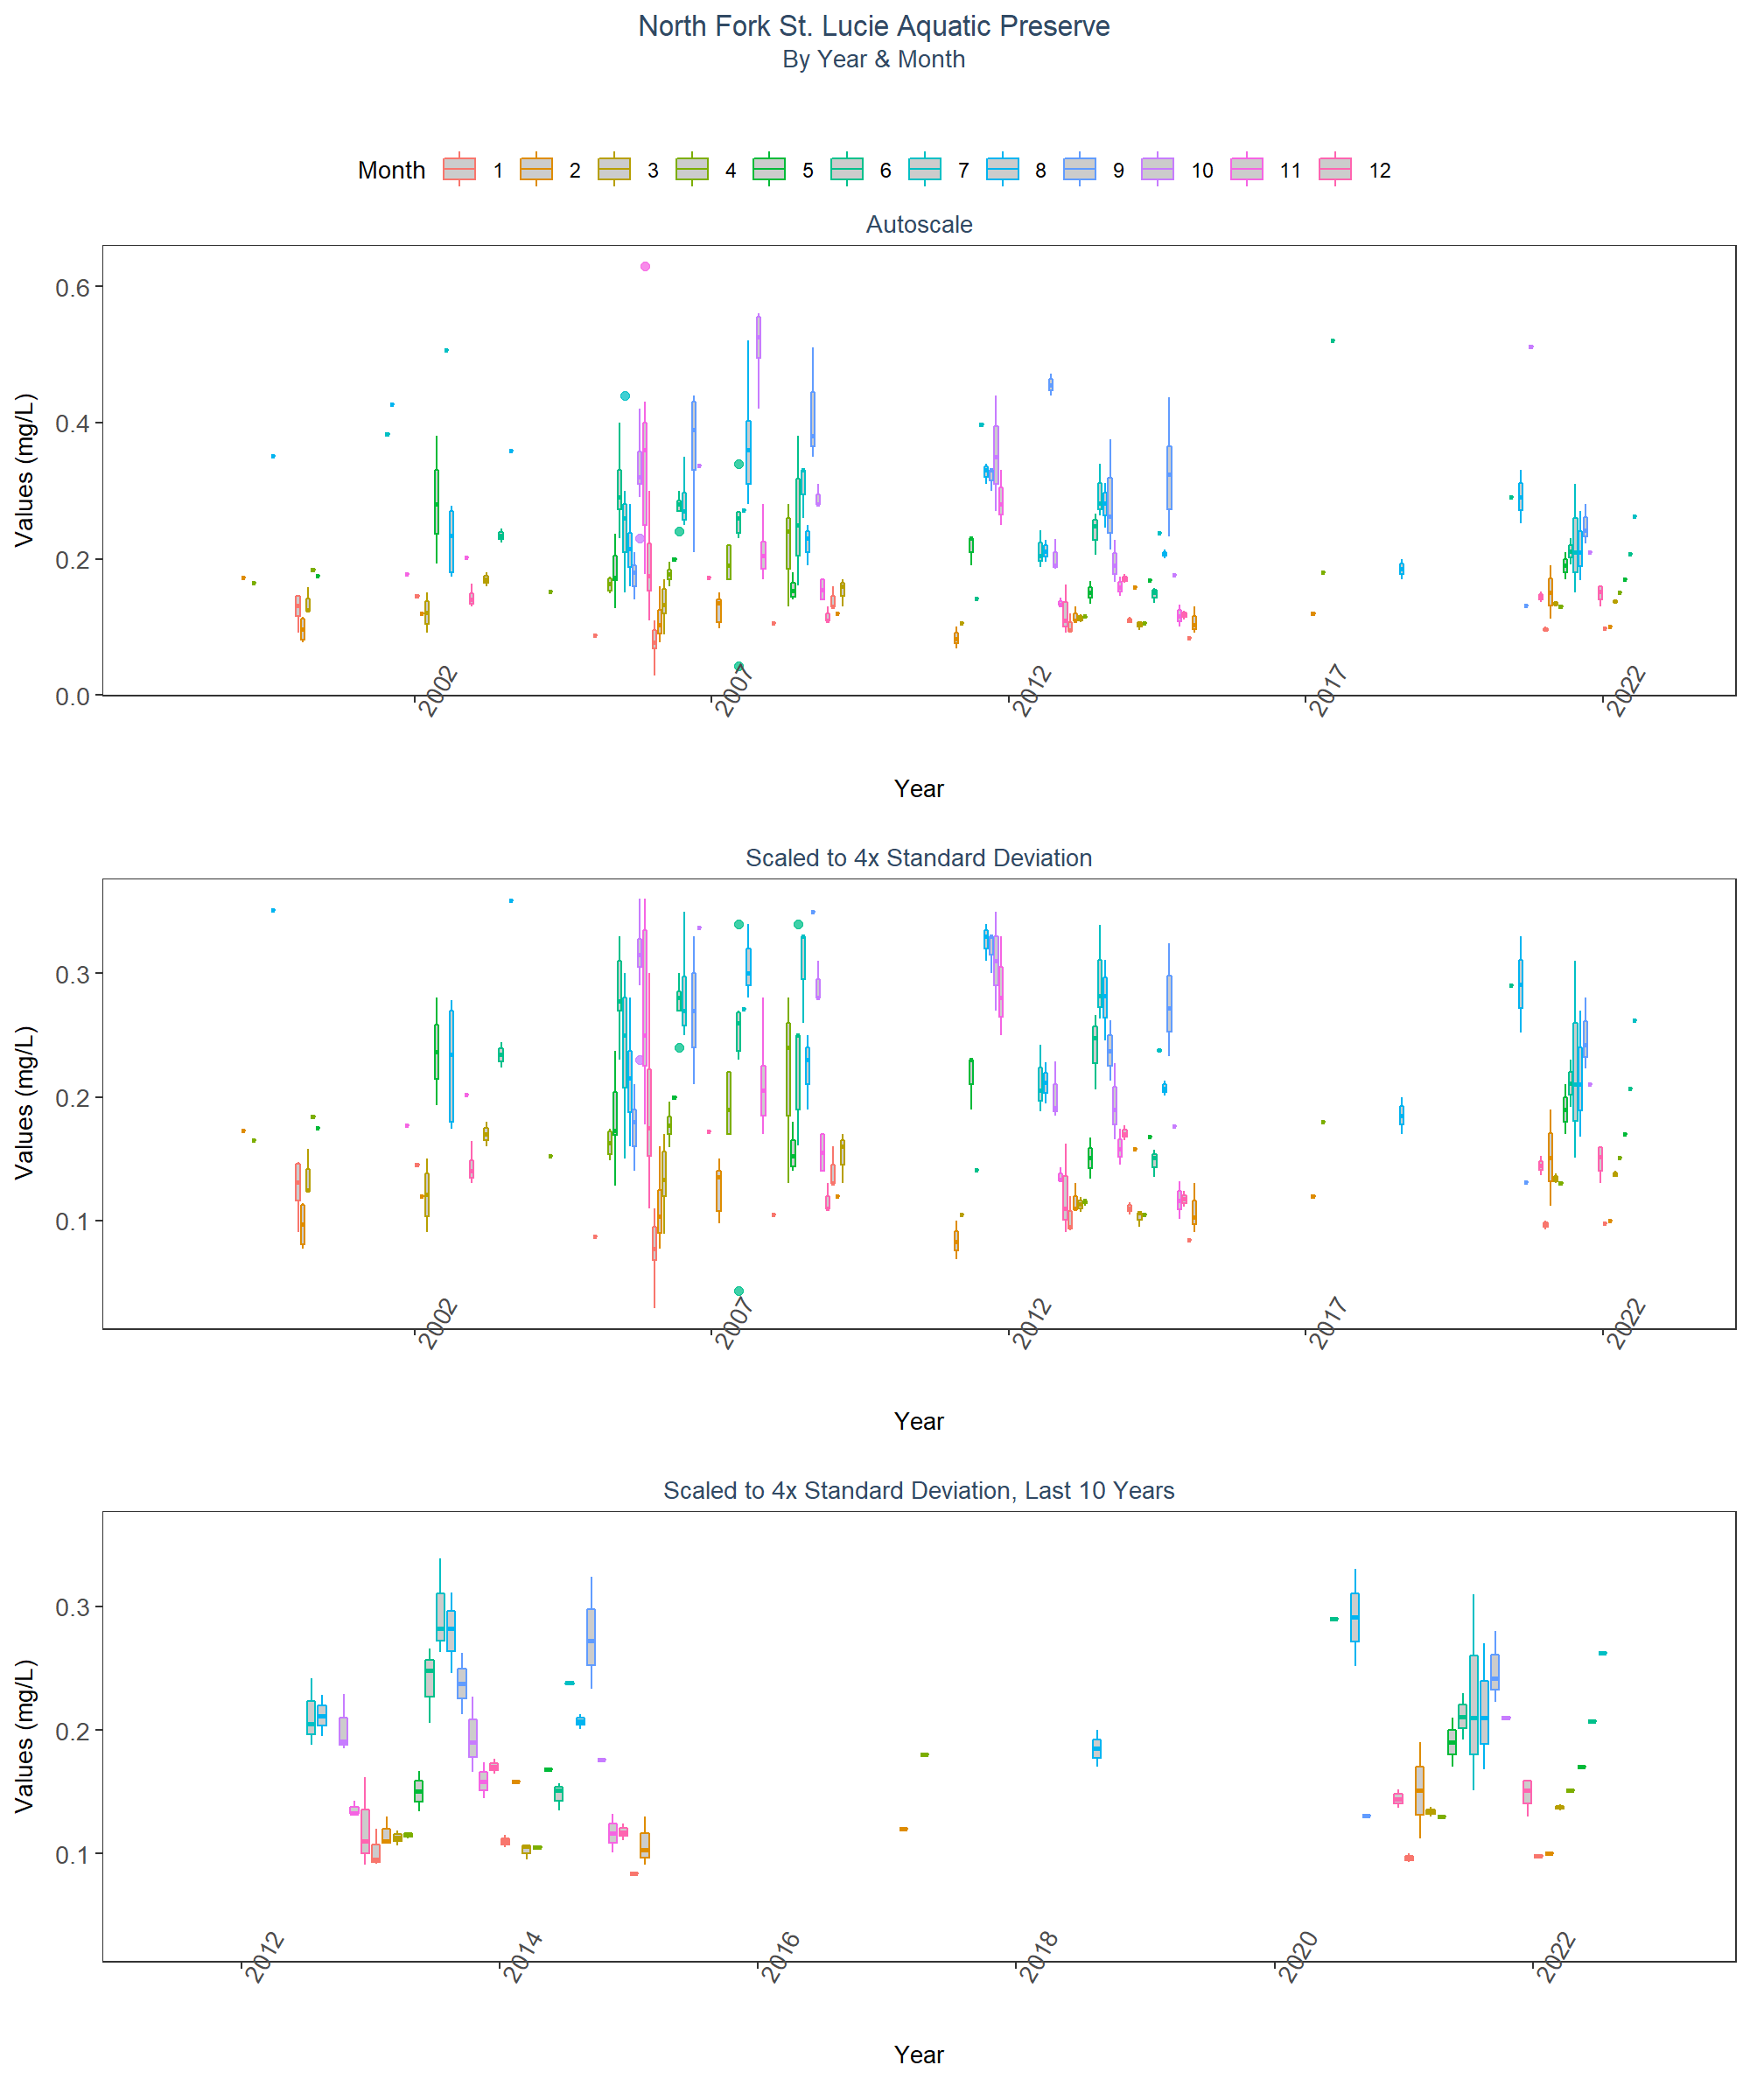 North Fork St. Lucie Aquatic Preserve
By Year & Month
Month 1 2 3 4 5 6 7 8 9 10 11 12
Autoscale
Values (mg/L)
0.6
0.4
0.2
0.0
2002 2007 2012 2017 2022
Year
Scaled to 4x Standard Deviation
Values (mg/L)
0.3
0.2
0.1
2002 2007 2012 2017 2022
Year
Scaled to 4x Standard Deviation, Last 10 Years
Values (mg/L)
0.3
0.2
0.1
2012 2014 2016 2018 2020 2022
Year